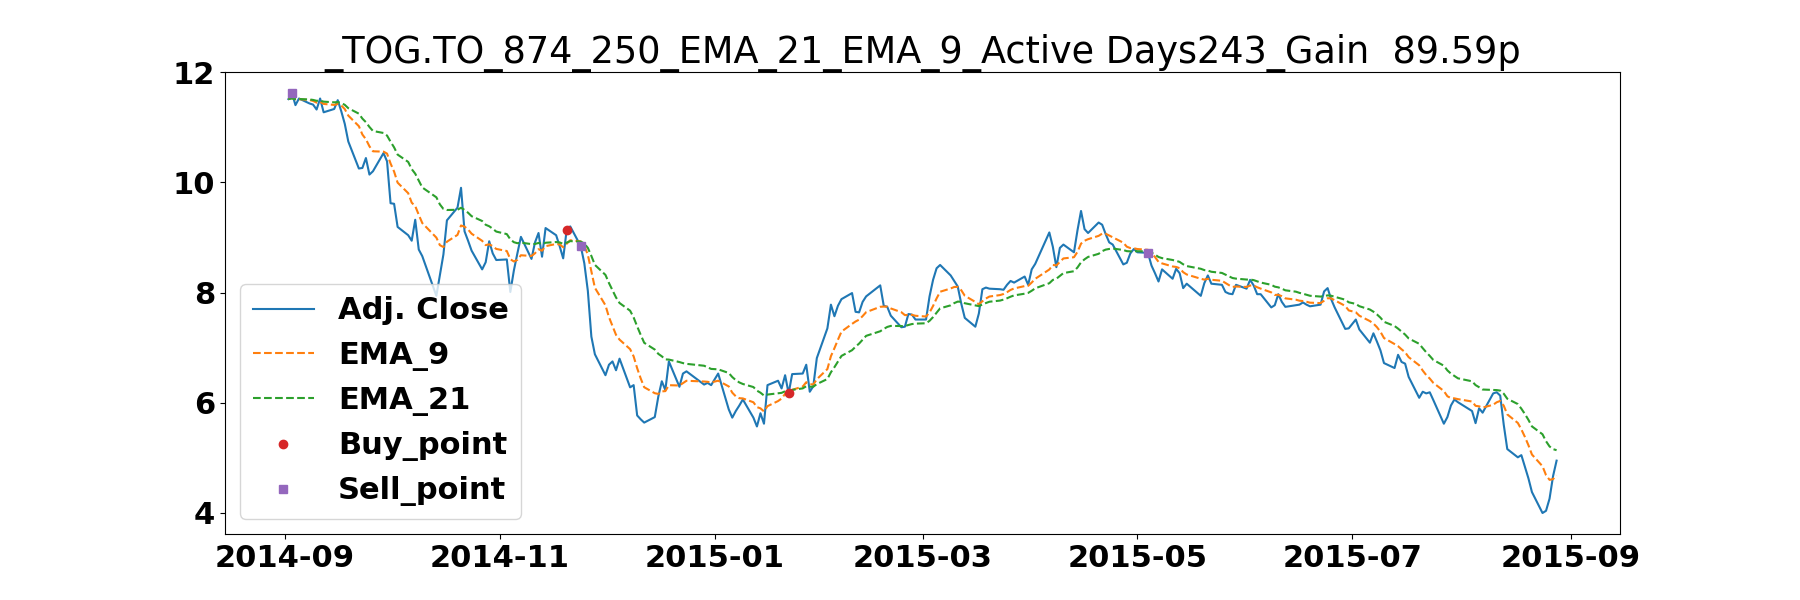 _TOG.TO_874_250_EMA_21_EMA_9_Active Days243_Gain  89.59p
12
10
8
6
4
Adj. Close
EMA_9
EMA_21
Buy_point
Sell_point
2014-09 2014-11 2015-01 2015-03 2015-05 2015-07 2015-09